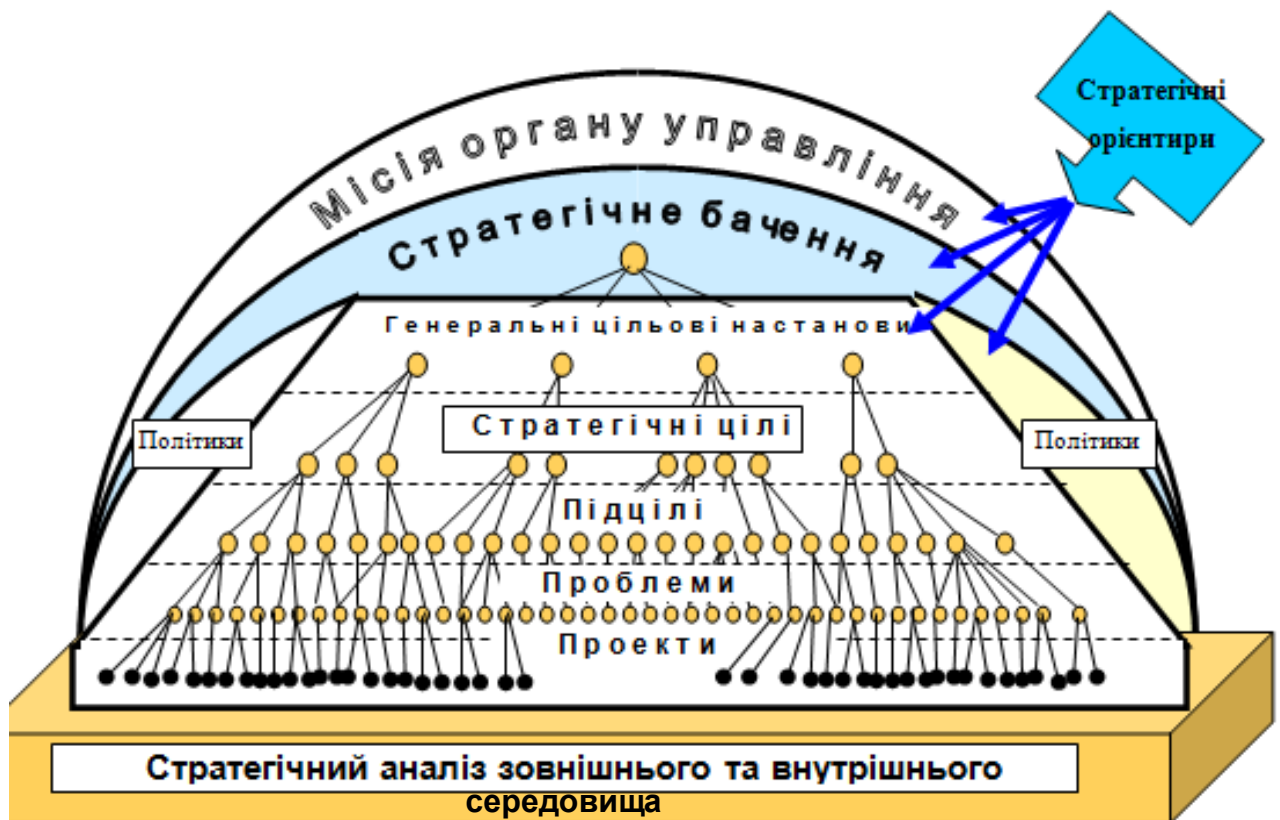 Стратегічні
орієнтири
Місія органу управління
Стратегічне бачення
Генеральні цільові настанови
Стратегічні цілі
Політики
Політики
Підцілі
Проблеми
Проекти
Стратегічний аналіз зовнішнього та внутрішнього
середовища